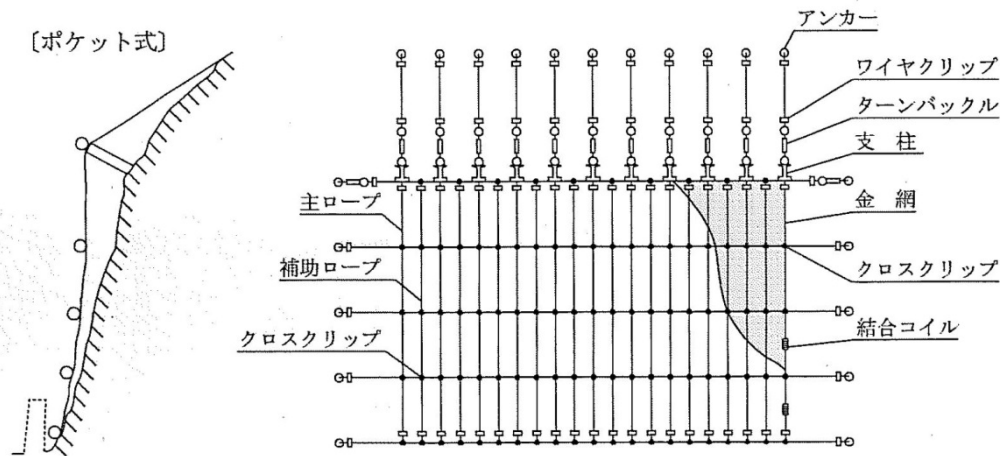 〔ポケット式〕
アンカー
ワイヤクリップ
ターンバックル
支 柱
主ロープ
金 網
補助ロープ
クロスクリップ
クロスクリップ
結合コイル